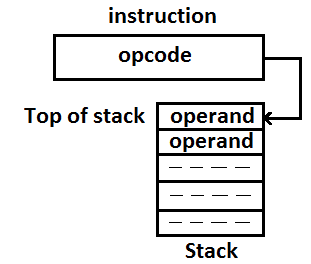 instruction
opcode
Top of stack
operand
operand
Stack